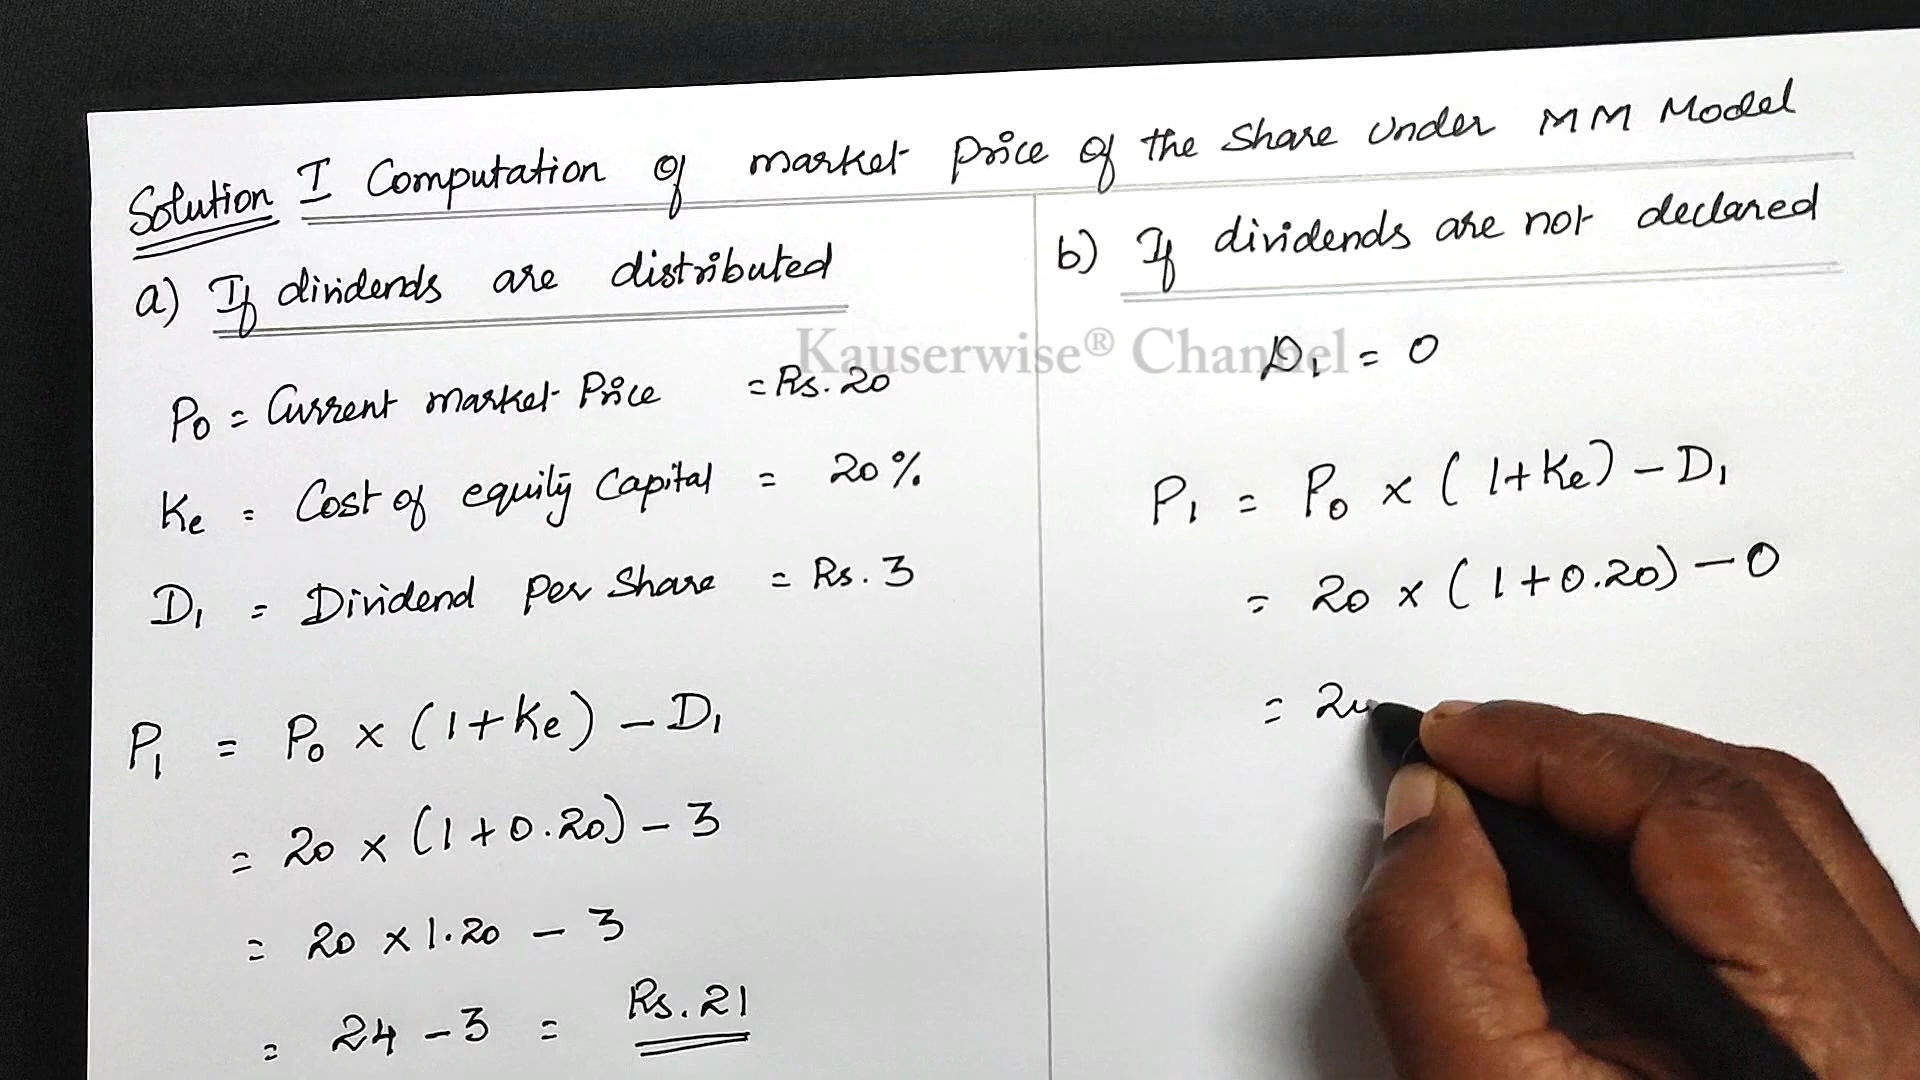 Solution I Computation of market Price of the Share Under MM Model
a) If dividends are distributed
P0 = Current market Price = Rs. 20
Ke = Cost of equity Capital = 20%
D1 = Dividend Per Share = Rs. 3
P1 = P0 × (1+Ke) – D1
= 20 × (1+0.20) – 3
= 20 × 1.20 – 3
= 24 – 3 = Rs. 21
b) If dividends are not declared
Kauserwise® Channel
D1 = 0
P1 = P0 × (1+Ke) – D1
= 20 × (1+0.20) – 0
= 24